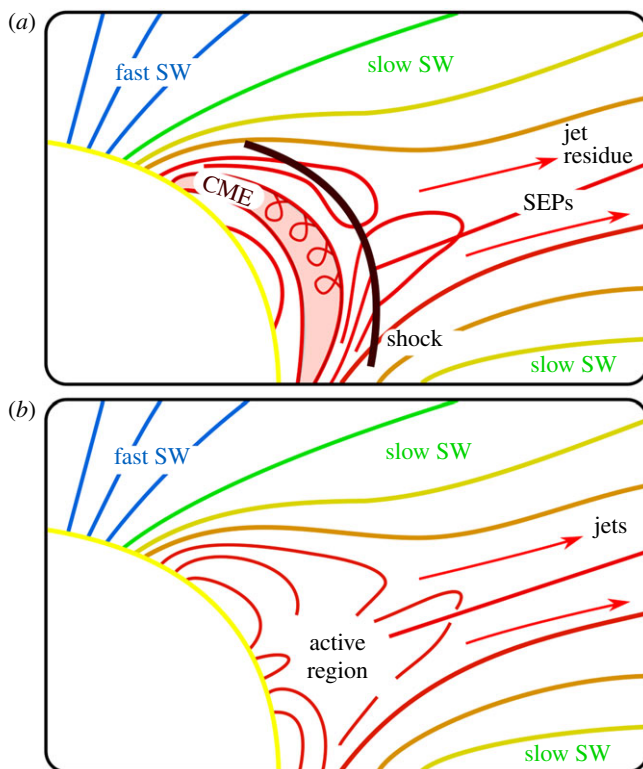 (a)
fast SW
slow SW
jet
residue
CME
SEPs
shock
slow SW
(b)
fast SW
slow SW
jets
active
region
slow SW